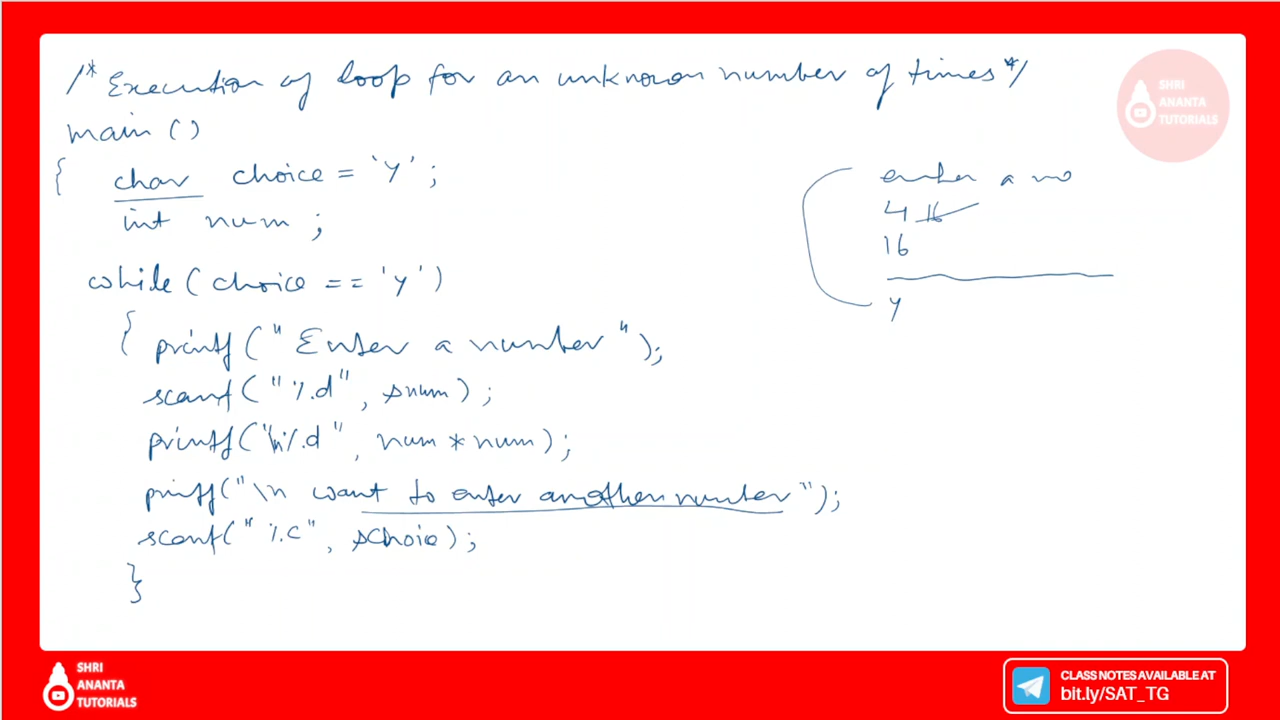 /* Execution of loop for an unknown number of times */
main ()
{ char choice = 'y' ;
int num ;
while ( choice == 'y' )
{ printf (" Enter a number ");
scanf (" %d" , &num ) ;
printf ("\n%d " , num * num ) ;
printf (" \n want to enter another number ") ;
scanf (" %c" , &choic ) ;
}
enter a no
4 16
16
y
SHRI
ANANTA
TUTORIALS
SHRI
ANANTA
TUTORIALS
CLASS NOTES AVAILABLE AT
bit.ly/SAT_TG